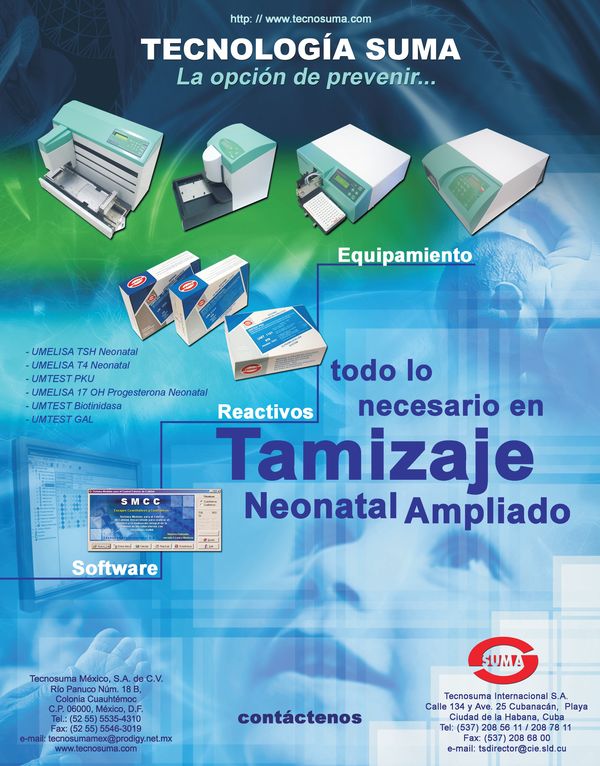 http: // www.tecnosuma.com
TECNOLOGÍA SUMA
La opción de prevenir...
Equipamiento
- UMELISA TSH Neonatal
- UMELISA T4 Neonatal
- UMTEST PKU
- UMELISA 17 OH Progesterona Neonatal
- UMTEST Biotinidasa
- UMTEST GAL
Reactivos
todo lo
necesario en
Tamizaje
Neonatal Ampliado
SMCC
Software
SUMA
Tecnosuma México, S.A. de C.V.
Río Panuco Núm. 18 B,
Colonia Cuauhtémoc
C.P. 06000, México, D.F.
Tel.: (52 55) 5535-4310
Fax: (52 55) 5546-3019
e-mail: tecnosumamex@prodigy.net.mx
www.tecnosuma.com
contáctenos
Tecnosuma Internacional S.A.
Calle 134 y Ave. 25 Cubanacán, Playa
Ciudad de la Habana, Cuba
Tel: (537) 208 56 11 / 208 78 11
Fax: (537) 208 68 00
e-mail: tsdirector@cie.sld.cu